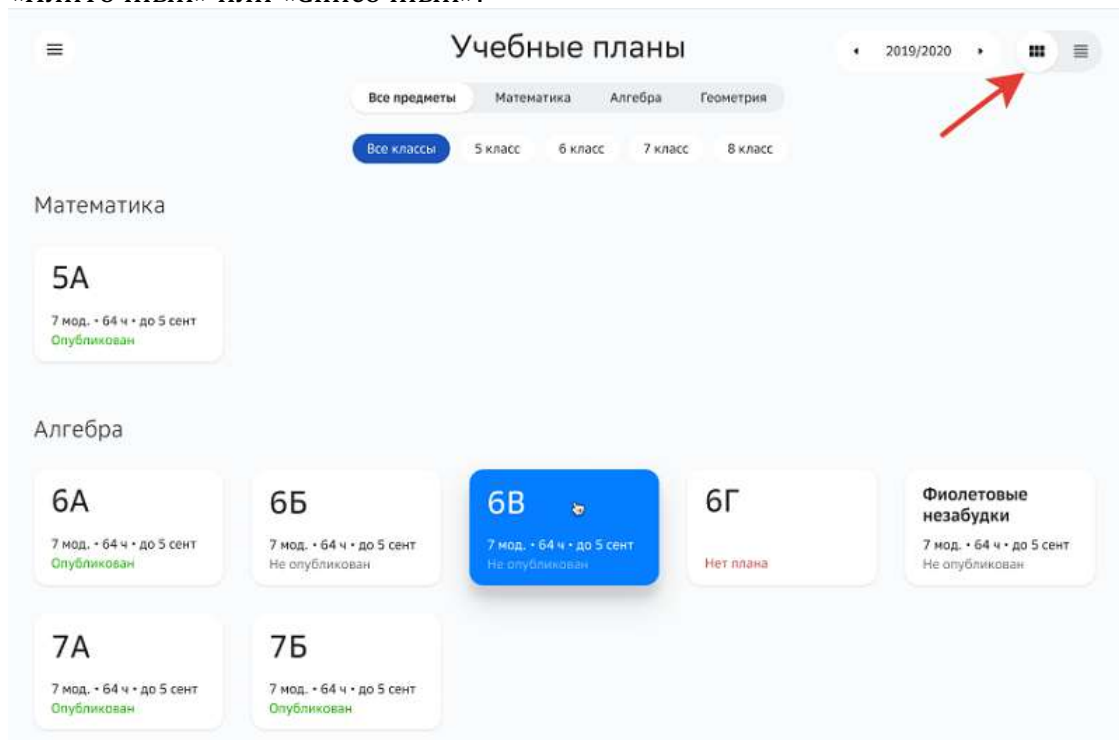 «плиточный» или «списочный».
Учебные планы
2019/2020
Все предметы Математика Алгебра Геометрия
Все классы 5 класс 6 класс 7 класс 8 класс
Математика
5А
7 мод. • 64 ч • до 5 сент
Опубликован
Алгебра
6А
7 мод. • 64 ч • до 5 сент
Опубликован
6Б
7 мод. • 64 ч • до 5 сент
Не опубликован
6В
7 мод. • 64 ч • до 5 сент
Не опубликован
6Г
Нет плана
Фиолетовые
незабудки
7 мод. • 64 ч • до 5 сент
Не опубликован
7А
7 мод. • 64 ч • до 5 сент
Опубликован
7Б
7 мод. • 64 ч • до 5 сент
Опубликован